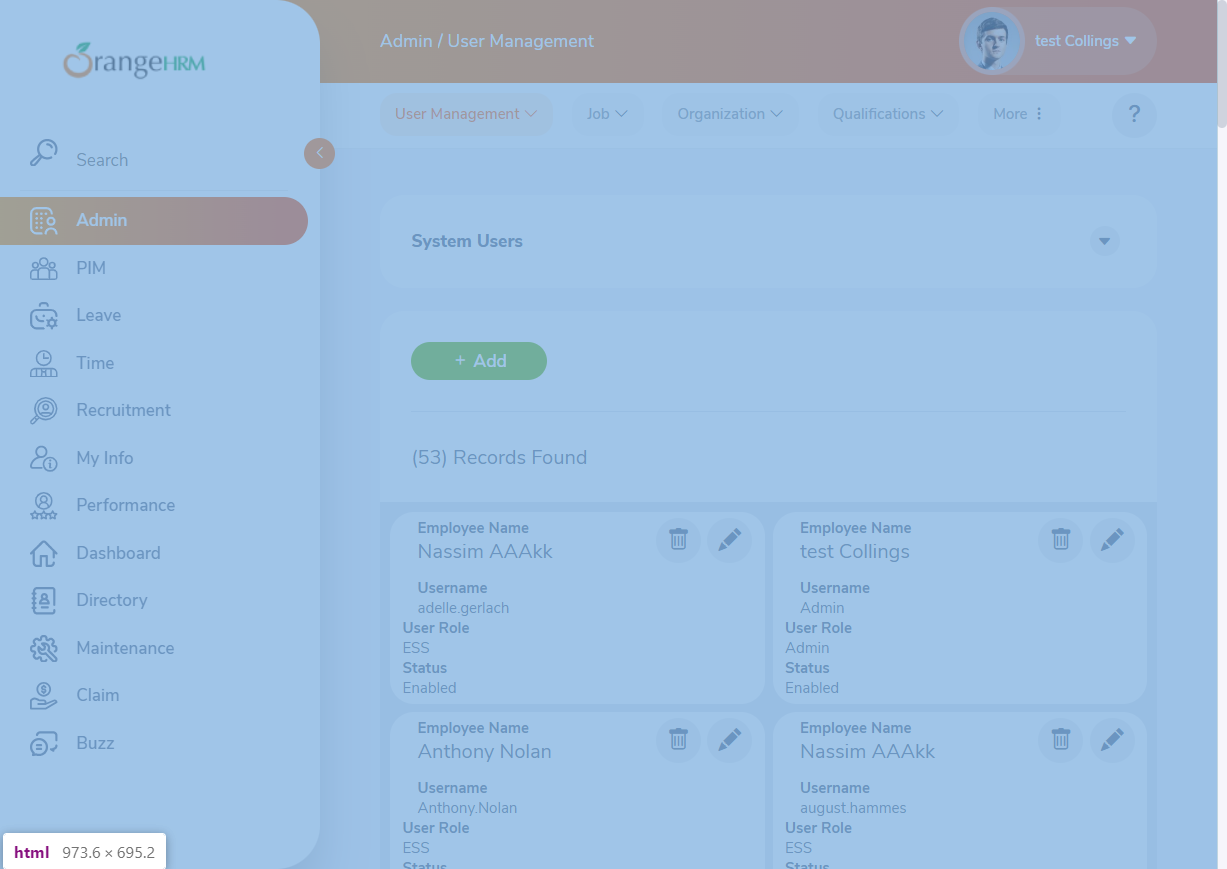 OrangeHRM
Search
Admin
PIM
Leave
Time
Recruitment
My Info
Performance
Dashboard
Directory
Maintenance
Claim
Buzz
Admin / User Management
test Collings
User Management
Job
Organization
Qualifications
More
?
System Users
+ Add
(53) Records Found
Employee Name
Nassim AAAkk
Username
adelle.gerlach
User Role
ESS
Status
Enabled
Employee Name
test Collings
Username
Admin
User Role
Admin
Status
Enabled
Employee Name
Anthony Nolan
Username
Anthony.Nolan
User Role
ESS
Status
Employee Name
Nassim AAAkk
Username
august.hammes
User Role
ESS
Status
html 973.6 × 695.2